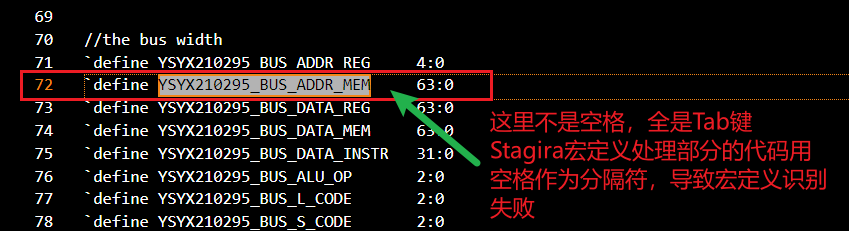 69
70 //the bus width
71 `define YSYX210295_BUS_ADDR_REG 4:0
72 `define YSYX210295_BUS_ADDR_MEM 63:0
73 `define YSYX210295_BUS_DATA_REG 63:0
74 `define YSYX210295_BUS_DATA_MEM 63:0
75 `define YSYX210295_BUS_DATA_INSTR 31:0
76 `define YSYX210295_BUS_ALU_OP 2:0
77 `define YSYX210295_BUS_L_CODE 2:0
78 `define YSYX210295_BUS_S_CODE 2:0
这里不是空格，全是Tab键
Stagira宏定义处理部分的代码用
空格作为分隔符，导致宏定义识别
失败